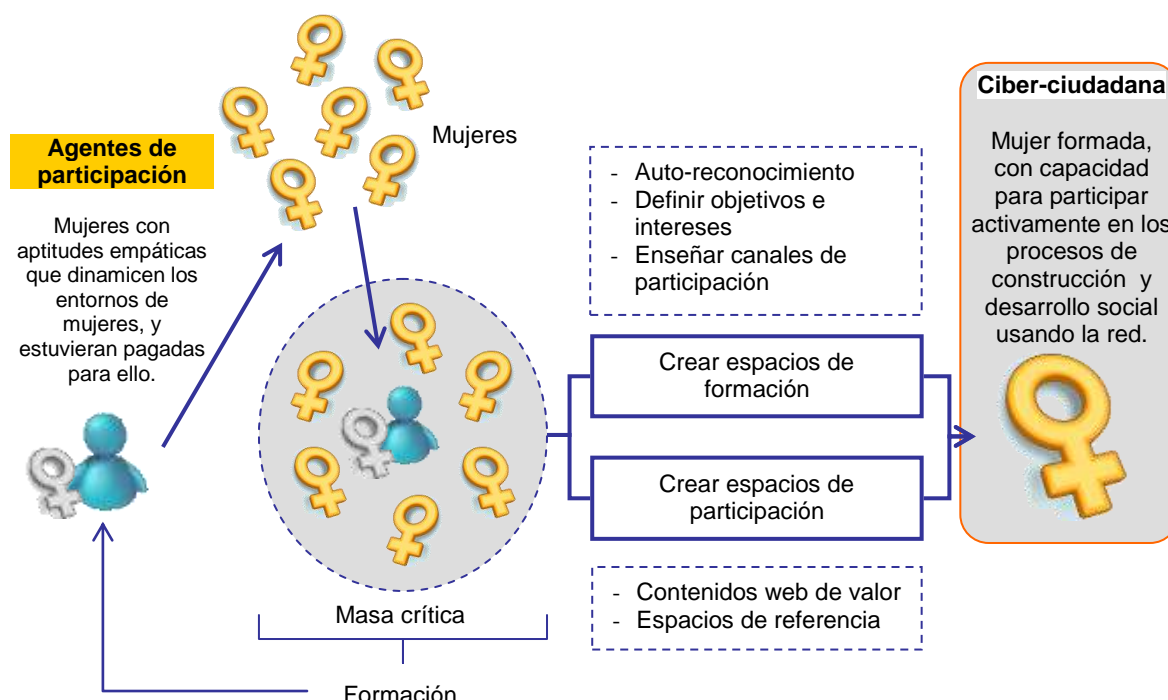 Mujeres
Agentes de
participación
Mujeres con
aptitudes empáticas
que dinamicen los
entornos de
mujeres, y
estuvieran pagadas
para ello.
- Auto-reconocimiento
- Definir objetivos e
intereses
- Enseñar canales de
participación
Crear espacios de
formación
Crear espacios de
participación
- Contenidos web de valor
- Espacios de referencia
Masa crítica
Formación
Ciber-ciudadana
Mujer formada,
con capacidad
para participar
activamente en los
procesos de
construcción y
desarrollo social
usando la red.